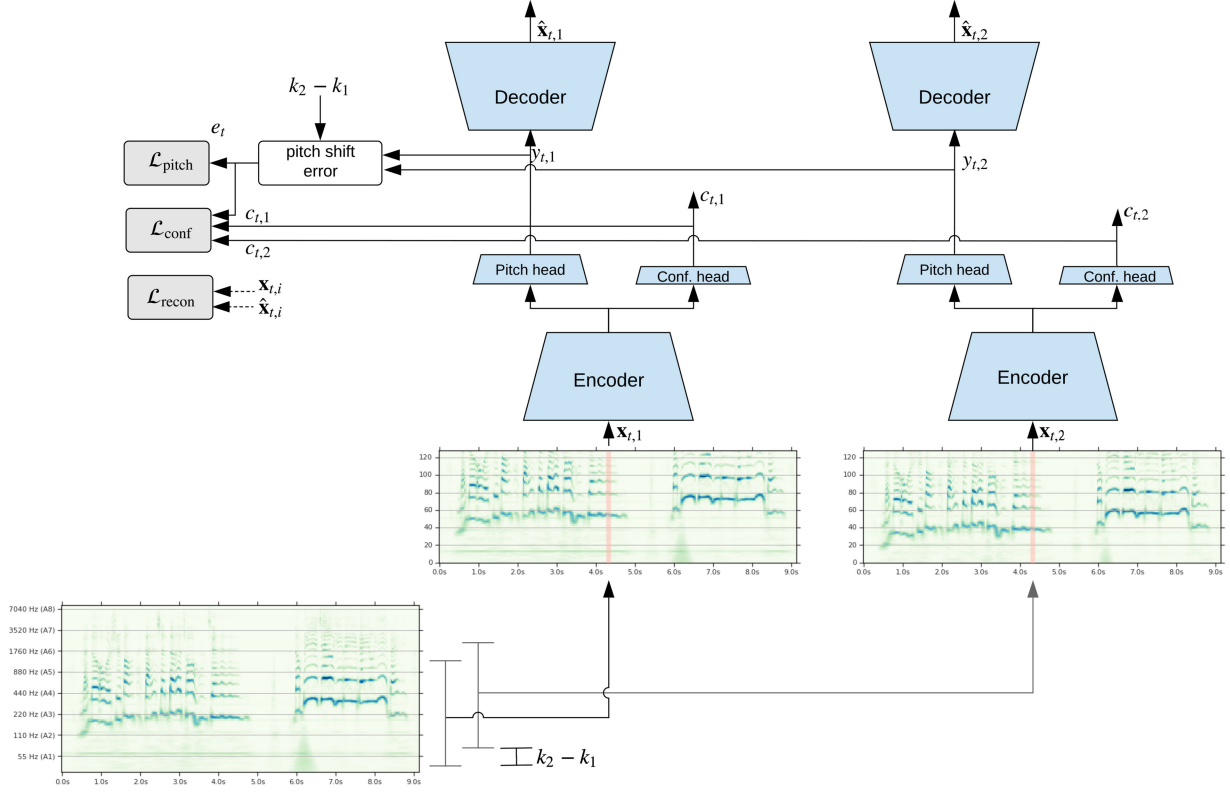 x̂t,1
x̂t,2
Decoder
Decoder
k2 − k1
et
ℒpitch
pitch shift
error
yt,1
yt,2
ℒconf
ct,1
ct,2
ct,1
ct,2
Pitch head
Conf. head
Pitch head
Conf. head
ℒrecon
xt,i
x̂t,i
Encoder
Encoder
xt,1
xt,2
120
100
80
60
40
20
0
0.0s 1.0s 2.0s 3.0s 4.0s 5.0s 6.0s 7.0s 8.0s 9.0s
120
100
80
60
40
20
0
0.0s 1.0s 2.0s 3.0s 4.0s 5.0s 6.0s 7.0s 8.0s 9.0s
7040 Hz (A8)
3520 Hz (A7)
1760 Hz (A6)
880 Hz (A5)
440 Hz (A4)
220 Hz (A3)
110 Hz (A2)
55 Hz (A1)
0.0s 1.0s 2.0s 3.0s 4.0s 5.0s 6.0s 7.0s 8.0s 9.0s
k2 − k1